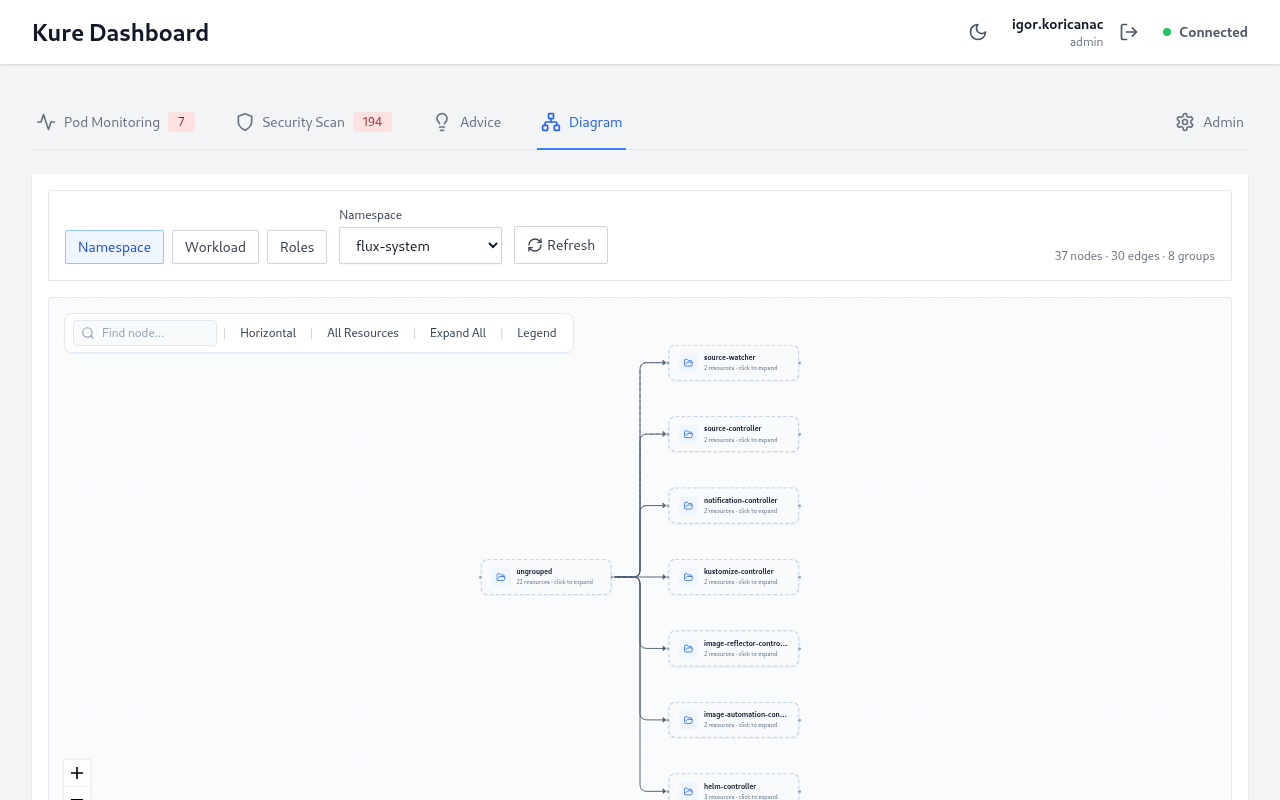 Kure Dashboard
igor.koricanac
admin
Connected
Pod Monitoring 7
Security Scan 194
Advice
Diagram
Admin
Namespace
Namespace
Workload
Roles
flux-system
Refresh
37 nodes · 30 edges · 8 groups
Find node...
Horizontal
All Resources
Expand All
Legend
source-watcher
2 resources · click to expand
source-controller
2 resources · click to expand
notification-controller
2 resources · click to expand
ungrouped
22 resources · click to expand
kustomize-controller
2 resources · click to expand
image-reflector-contro...
2 resources · click to expand
image-automation-con...
2 resources · click to expand
helm-controller
3 resources · click to expand